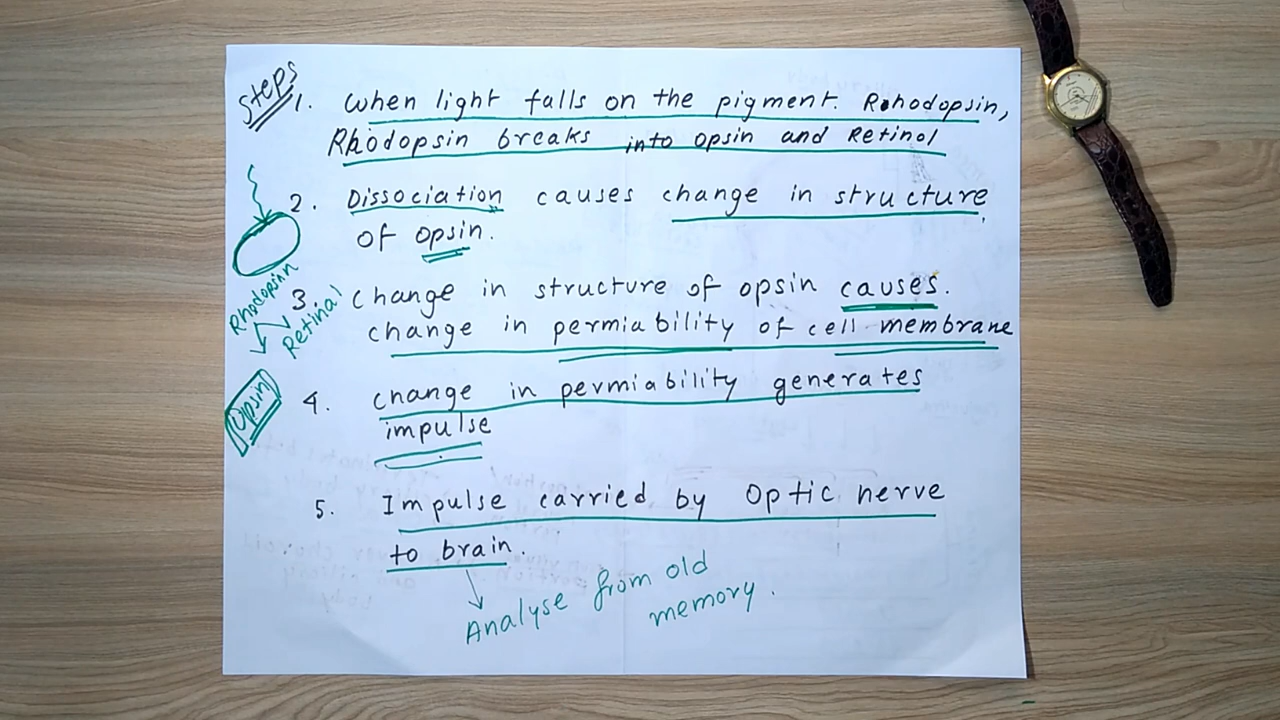 Steps
1. When light falls on the pigment. Rhodopsin,
Rhodopsin breaks into opsin and Retinol
2. Dissociation causes change in structure
of opsin.
Rhodopsin
Retinal
Opsin
3 change in structure of opsin causes.
change in permiability of cell membrane
4. change in permiability generates
impulse
5. Impulse carried by Optic nerve
to brain.
Analyse from old
memory.